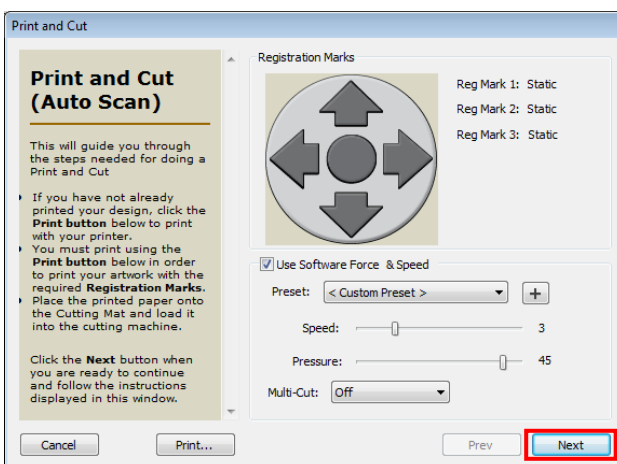 Print and Cut
Print and Cut
(Auto Scan)
This will guide you through
the steps needed for doing a
Print and Cut
If you have not already
printed your design, click the
Print button below to print
with your printer.
You must print using the
Print button below in order
to print your artwork with the
required Registration Marks.
Place the printed paper onto
the Cutting Mat and load it
into the cutting machine.
Click the Next button when
you are ready to continue
and follow the instructions
displayed in this window.
Registration Marks
Reg Mark 1: Static
Reg Mark 2: Static
Reg Mark 3: Static
Use Software Force & Speed
Preset: < Custom Preset > +
Speed: 3
Pressure: 45
Multi-Cut: Off
Cancel Print... Prev Next